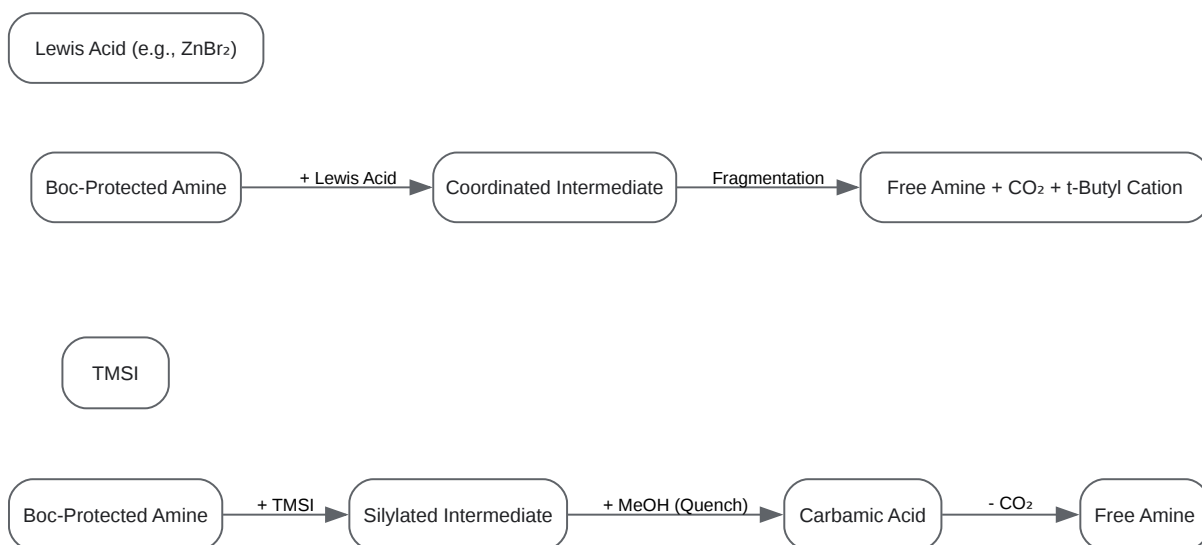 Lewis Acid (e.g., ZnBr₂)
Boc-Protected Amine
+ Lewis Acid
Coordinated Intermediate
Fragmentation
Free Amine + CO₂ + t-Butyl Cation
TMSI
Boc-Protected Amine
+ TMSI
Silylated Intermediate
+ MeOH (Quench)
Carbamic Acid
- CO₂
Free Amine